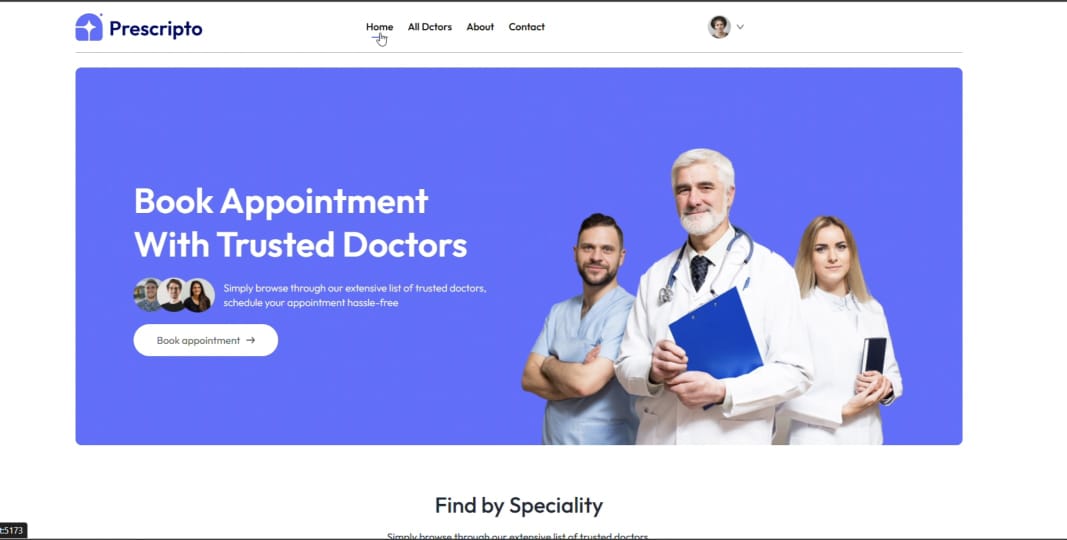 Prescripto
Home
All Dctors
About
Contact
Book Appointment
With Trusted Doctors
Simply browse through our extensive list of trusted doctors,
schedule your appointment hassle-free
Book appointment →
Find by Speciality
Simply browse through our extensive list of trusted doctors
t:5173